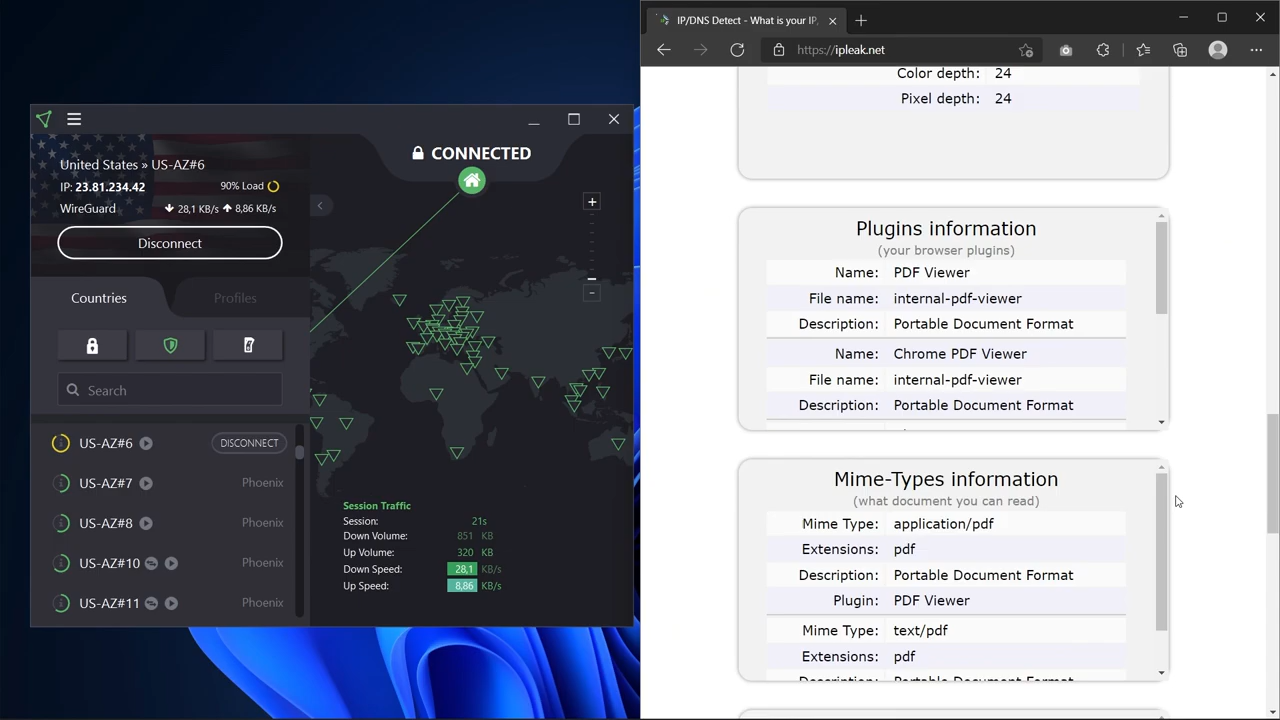 United States » US-AZ#6
IP: 23.81.234.42
90% Load
WireGuard
28,1 KB/s 8,86 KB/s
Disconnect
Countries
Profiles
Search
US-AZ#6
DISCONNECT
US-AZ#7
Phoenix
US-AZ#8
Phoenix
US-AZ#10
Phoenix
US-AZ#11
Phoenix
CONNECTED
+
-
Session Traffic
Session: 21s
Down Volume: 851 KB
Up Volume: 320 KB
Down Speed: 28,1 KB/s
Up Speed: 8,86 KB/s
IP/DNS Detect - What is your IP,
https://ipleak.net
Color depth: 24
Pixel depth: 24
Plugins information
(your browser plugins)
Name: PDF Viewer
File name: internal-pdf-viewer
Description: Portable Document Format
Name: Chrome PDF Viewer
File name: internal-pdf-viewer
Description: Portable Document Format
Mime-Types information
(what document you can read)
Mime Type: application/pdf
Extensions: pdf
Description: Portable Document Format
Plugin: PDF Viewer
Mime Type: text/pdf
Extensions: pdf
Description: Portable Document Format